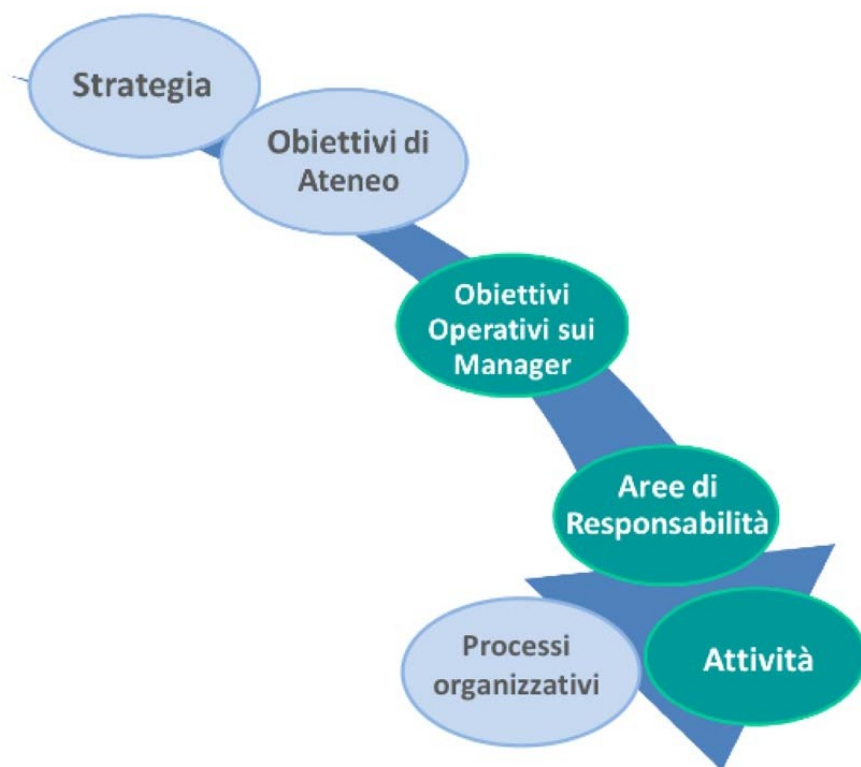 Strategia
Obiettivi di
Ateneo
Obiettivi
Operativi sui
Manager
Aree di
Responsabilità
Processi
organizzativi
Attività